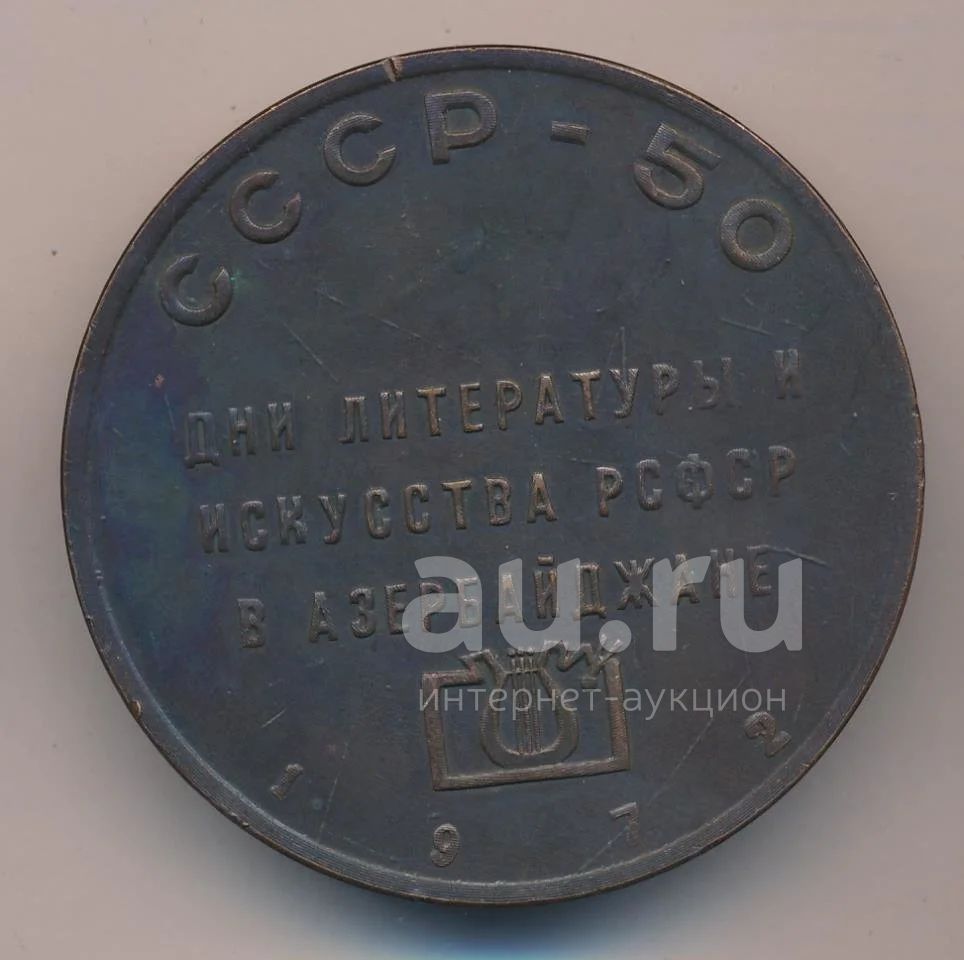 СССР - 50
ДНИ ЛИТЕРАТУРЫ И
ИСКУССТВА РСФСР
В АЗЕРБАЙДЖАНЕ
au.ru
интернет-аукцион
1972